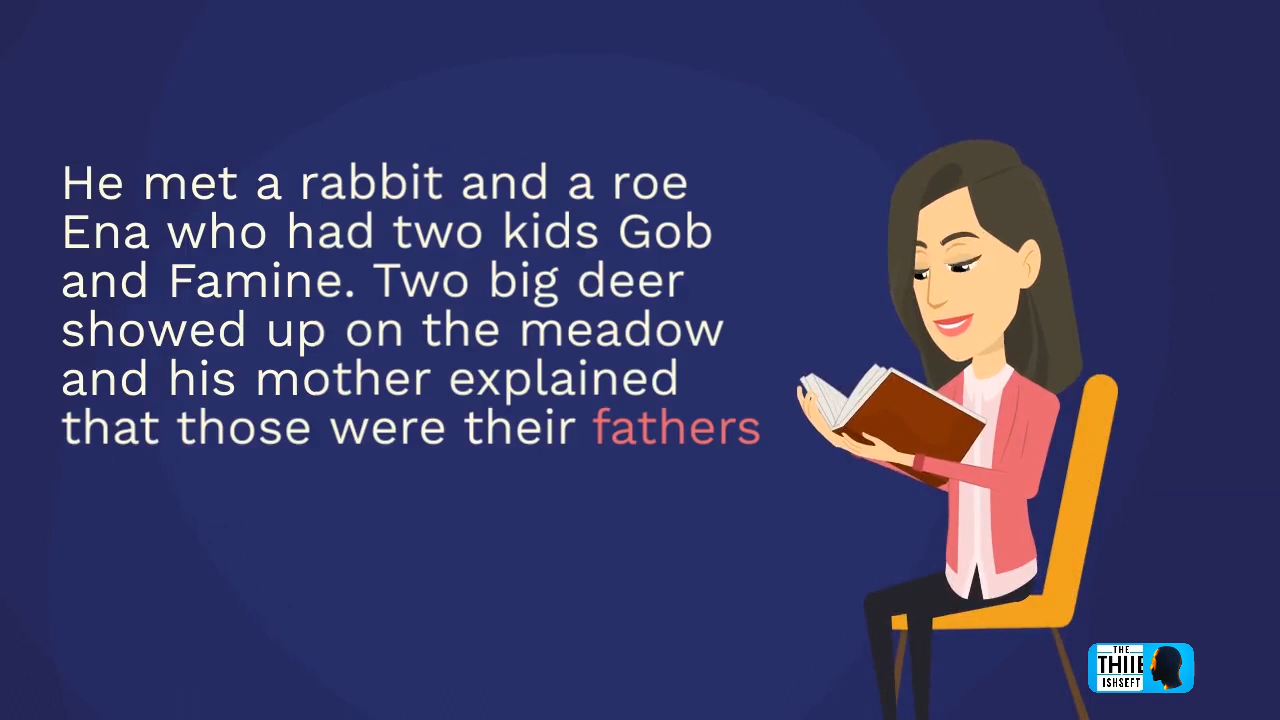 He met a rabbit and a roe
Ena who had two kids Gob
and Famine. Two big deer
showed up on the meadow
and his mother explained
that those were their fathers
THE
THIIE
ISHSEFT